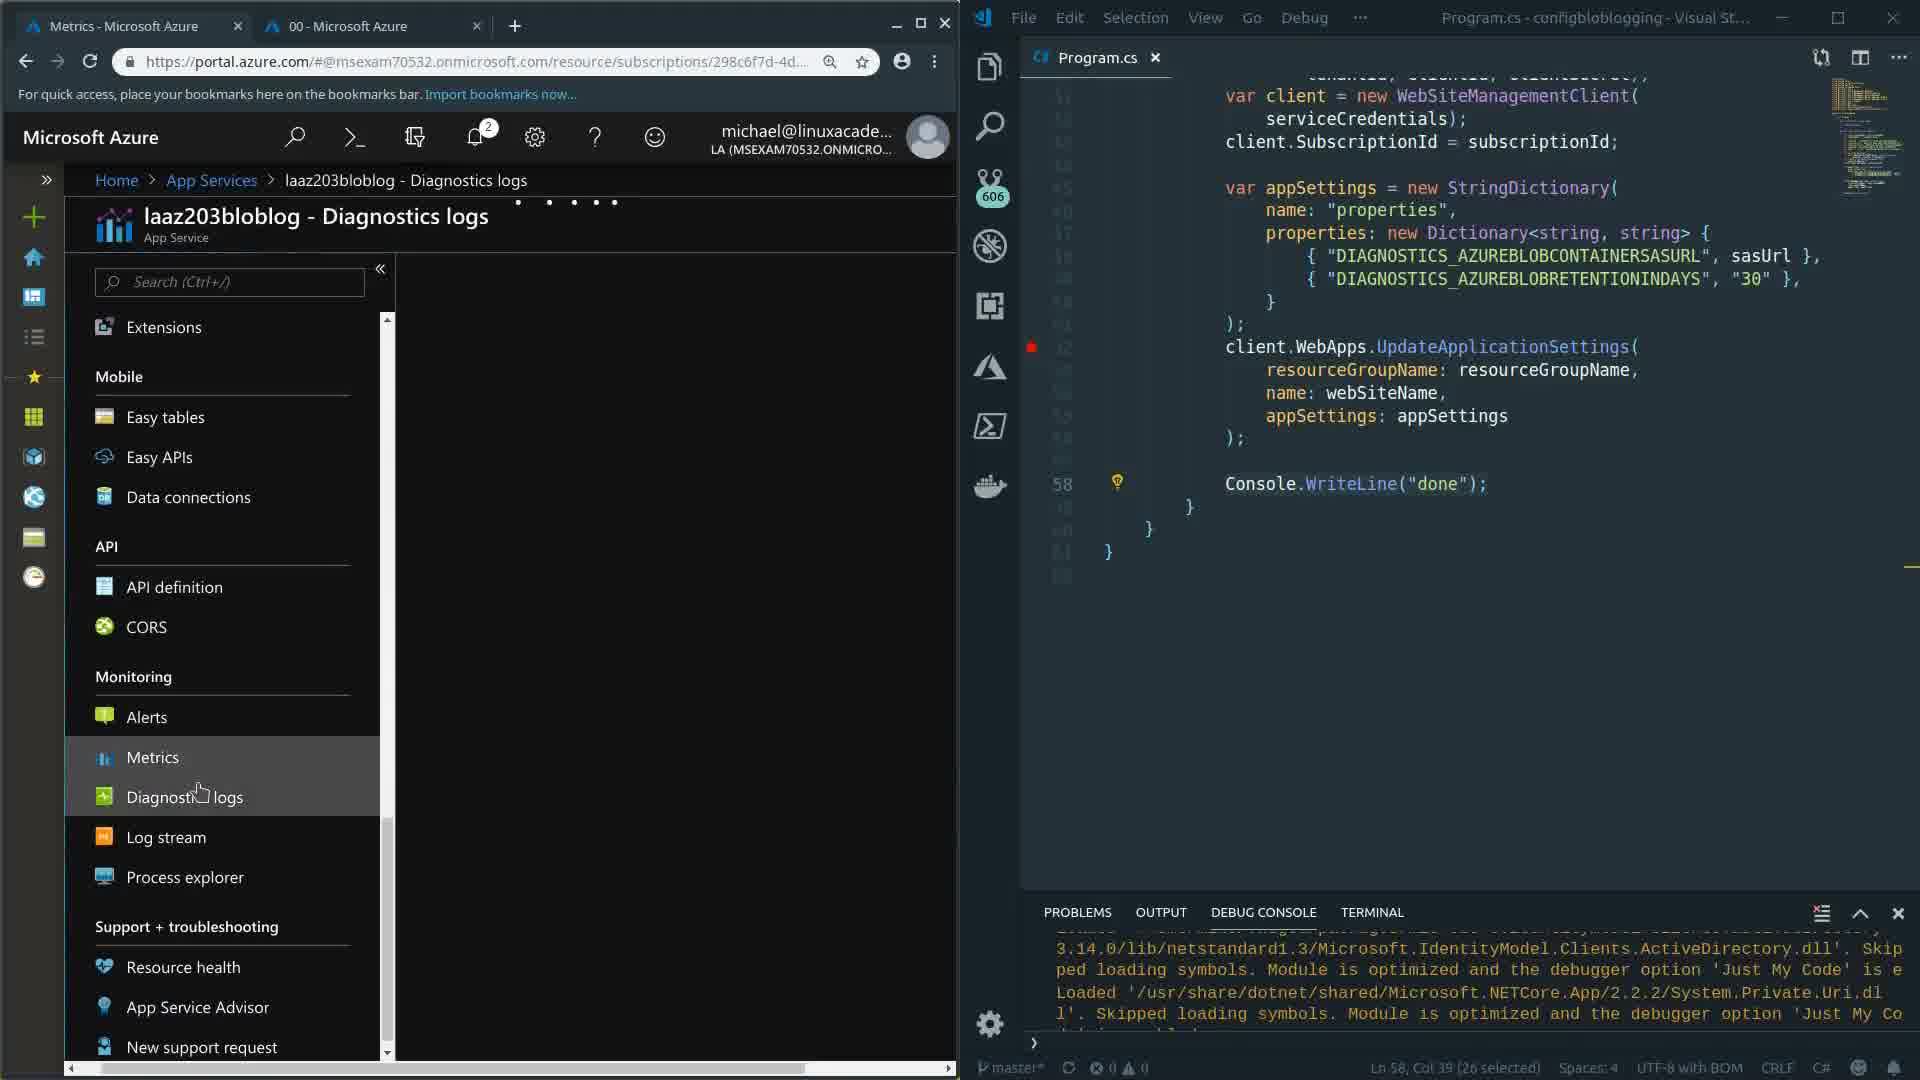 Metrics - Microsoft Azure
00 - Microsoft Azure
https://portal.azure.com/#@msexam70532.onmicrosoft.com/resource/subscriptions/298c6f7d-4d...
For quick access, place your bookmarks here on the bookmarks bar. Import bookmarks now...
Microsoft Azure
2
michael@linuxacade...
LA (MSEXAM70532.ONMICRO...
Home > App Services > laaz203bloblog - Diagnostics logs
laaz203bloblog - Diagnostics logs
App Service
Search (Ctrl+/)
Extensions
Mobile
Easy tables
Easy APIs
Data connections
API
API definition
CORS
Monitoring
Alerts
Metrics
Diagnostic logs
Log stream
Process explorer
Support + troubleshooting
Resource health
App Service Advisor
New support request
File Edit Selection View Go Debug ...
Program.cs - configbloblogging - Visual St...
Program.cs
606
var client = new WebSiteManagementClient(
serviceCredentials);
client.SubscriptionId = subscriptionId;
var appSettings = new StringDictionary(
name: "properties",
properties: new Dictionary<string, string> {
{ "DIAGNOSTICS_AZUREBLOBCONTAINERSASURL", sasUrl },
{ "DIAGNOSTICS_AZUREBLOBRETENTIONINDAYS", "30" },
}
);
client.WebApps.UpdateApplicationSettings(
resourceGroupName: resourceGroupName,
name: webSiteName,
appSettings: appSettings
);
58 Console.WriteLine("done");
}
}
}
PROBLEMS OUTPUT DEBUG CONSOLE TERMINAL
3.14.0/lib/netstandard1.3/Microsoft.IdentityModel.Clients.ActiveDirectory.dll'. Skip
ped loading symbols. Module is optimized and the debugger option 'Just My Code' is e
Loaded '/usr/share/dotnet/shared/Microsoft.NETCore.App/2.2.2/System.Private.Uri.dl
l'. Skipped loading symbols. Module is optimized and the debugger option 'Just My Co
master* 0 0 Ln 58, Col 39 (26 selected) Spaces: 4 UTF-8 with BOM CRLF C#